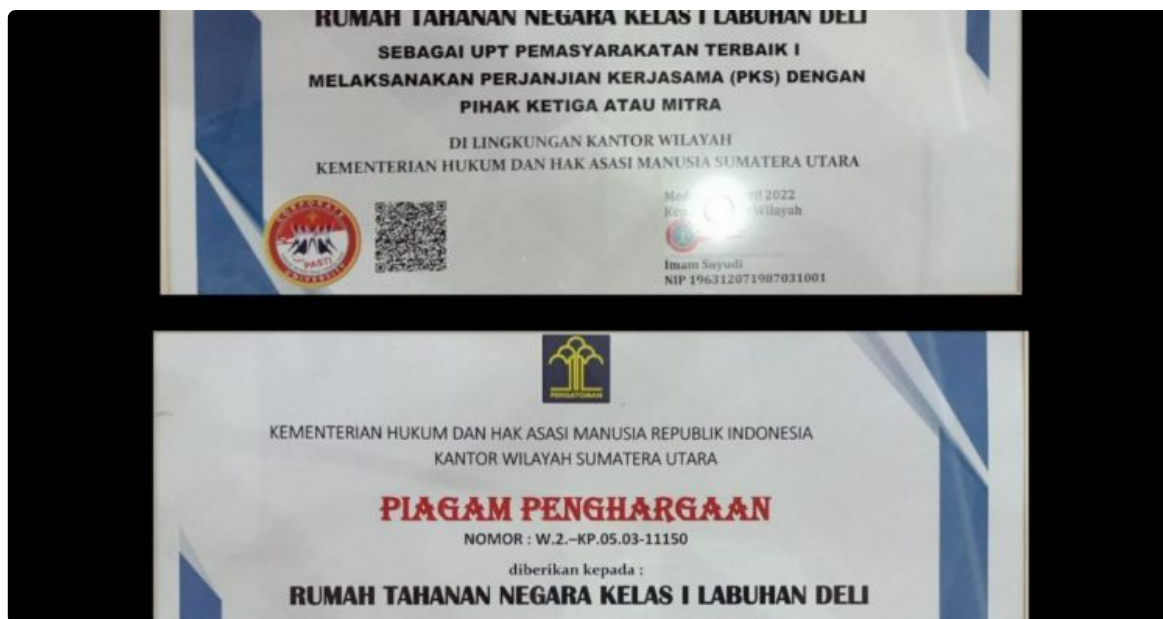 RUMAH TAHANAN NEGARA KELAS I LABUHAN DELI
SEBAGAI UPT PEMASYARAKATAN TERBAIK I
MELAKSANAKAN PERJANJIAN KERJASAMA (PKS) DENGAN
PIHAK KETIGA ATAU MITRA
DI LINGKUNGAN KANTOR WILAYAH
KEMENTERIAN HUKUM DAN HAK ASASI MANUSIA SUMATERA UTARA
2022
Wilayah
CORPORATE
PASTI
UNIVERSITY
Imam Suyudi
NIP 196312071987031001
PENGAYOMAN
KEMENTERIAN HUKUM DAN HAK ASASI MANUSIA REPUBLIK INDONESIA
KANTOR WILAYAH SUMATERA UTARA
PIAGAM PENGHARGAAN
NOMOR : W.2.–KP.05.03-11150
diberikan kepada :
RUMAH TAHANAN NEGARA KELAS I LABUHAN DELI